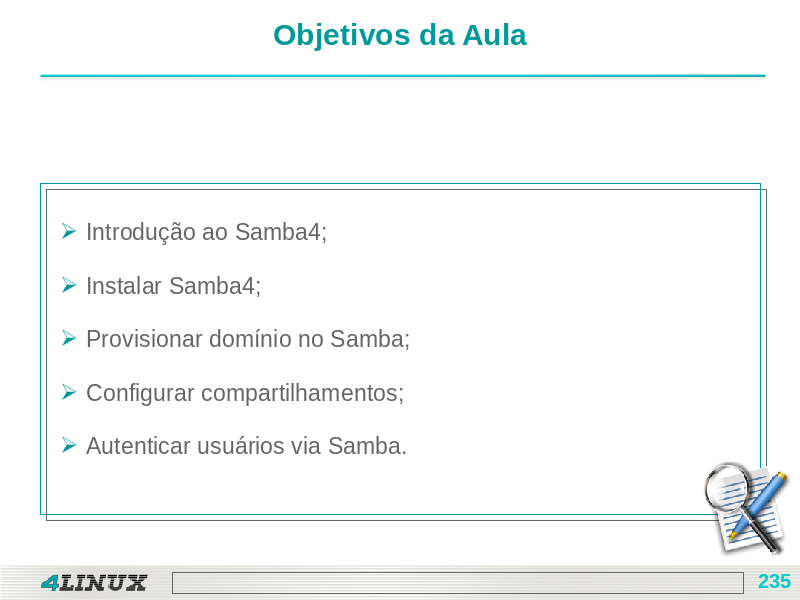 Objetivos da Aula
Introdução ao Samba4;
Instalar Samba4;
Provisionar domínio no Samba;
Configurar compartilhamentos;
Autenticar usuários via Samba.
4LINUX
235